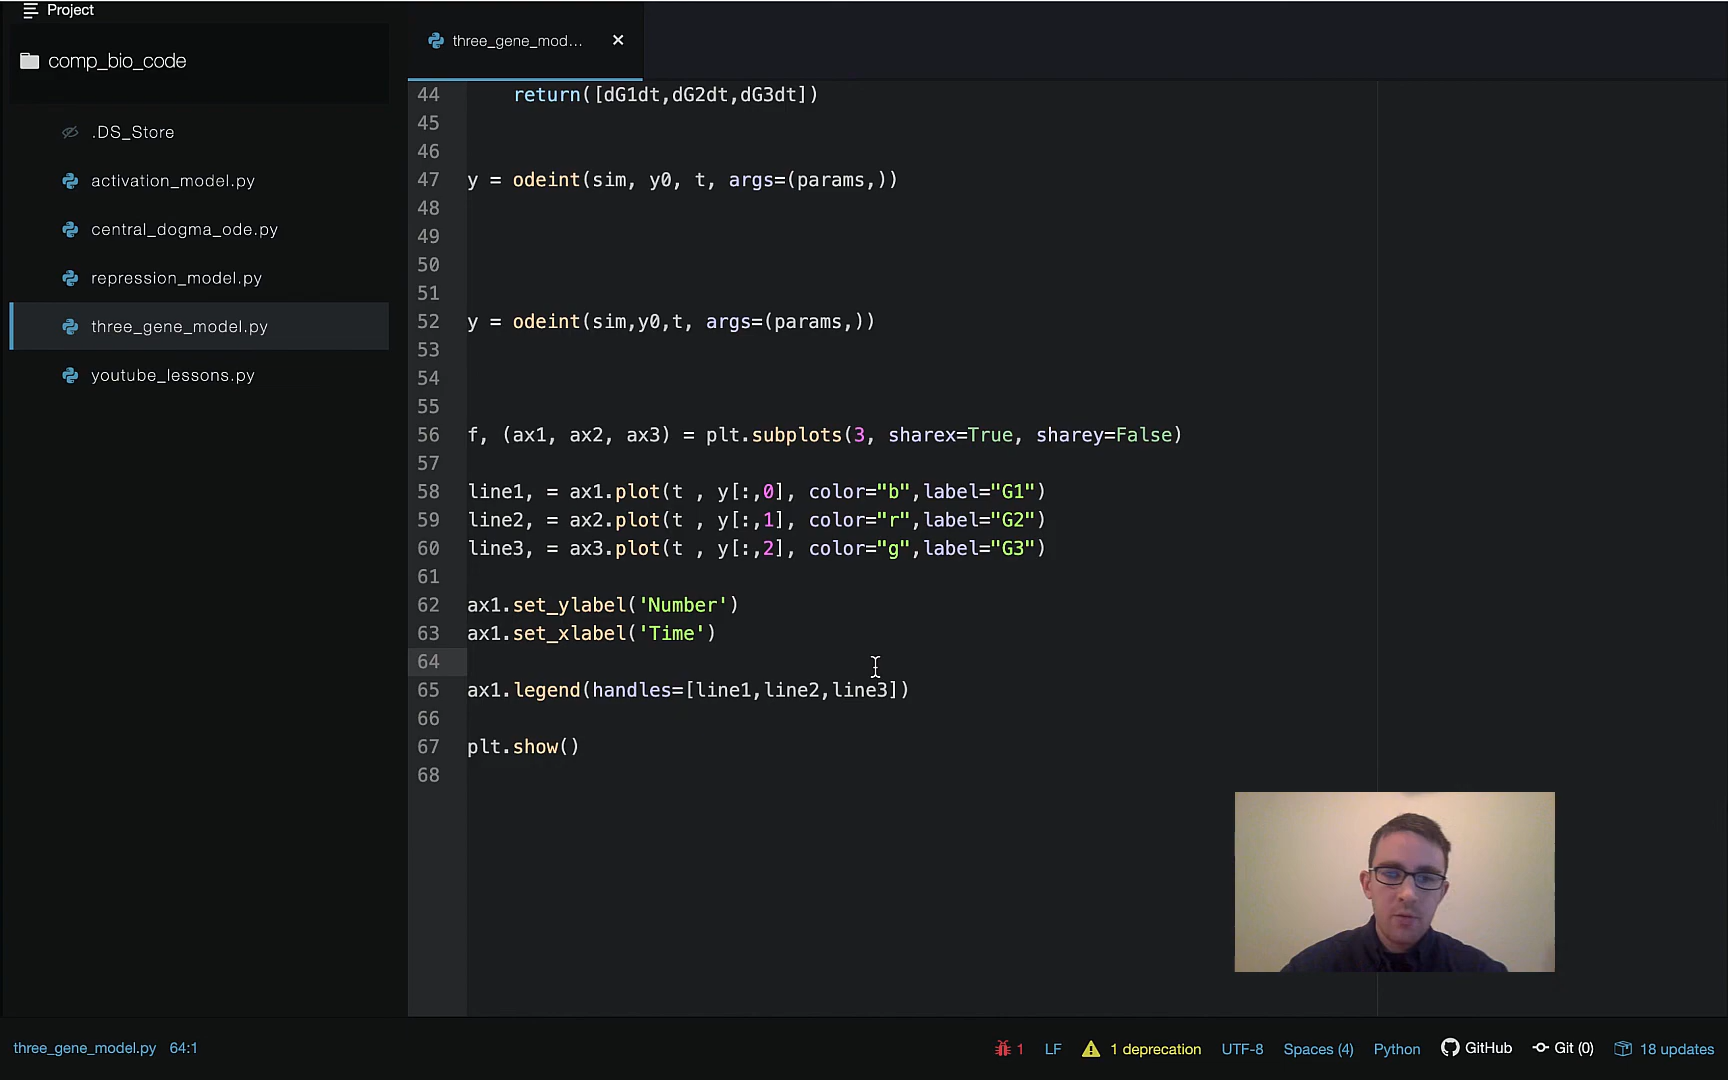 Project
three_gene_mod...
comp_bio_code
.DS_Store
activation_model.py
central_dogma_ode.py
repression_model.py
three_gene_model.py
youtube_lessons.py
44 return([dG1dt,dG2dt,dG3dt])
45
46
47 y = odeint(sim, y0, t, args=(params,))
48
49
50
51
52 y = odeint(sim,y0,t, args=(params,))
53
54
55
56 f, (ax1, ax2, ax3) = plt.subplots(3, sharex=True, sharey=False)
57
58 line1, = ax1.plot(t , y[:,0], color="b",label="G1")
59 line2, = ax2.plot(t , y[:,1], color="r",label="G2")
60 line3, = ax3.plot(t , y[:,2], color="g",label="G3")
61
62 ax1.set_ylabel('Number')
63 ax1.set_xlabel('Time')
64
65 ax1.legend(handles=[line1,line2,line3])
66
67 plt.show()
68
three_gene_model.py 64:1 1 LF 1 deprecation UTF-8 Spaces (4) Python GitHub Git (0) 18 updates